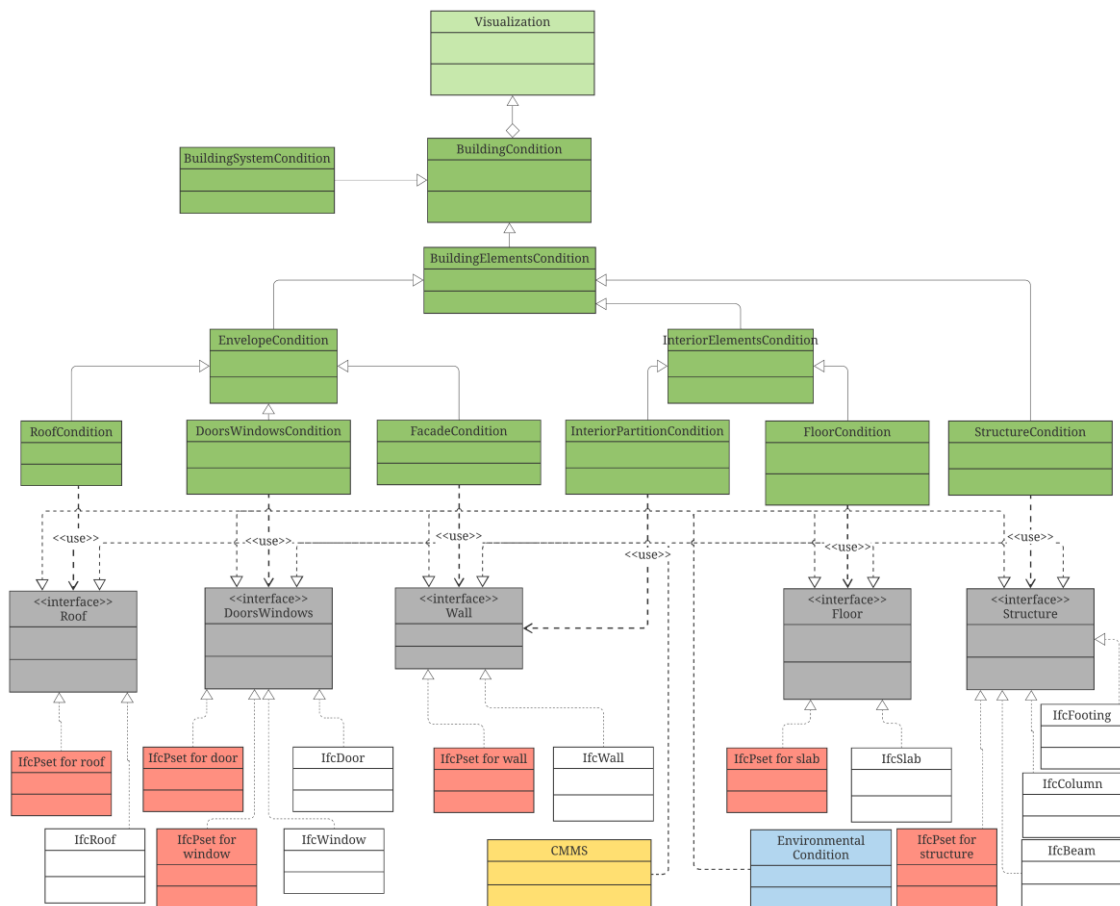 Visualization
BuildingSystemCondition
BuildingCondition
BuildingElementsCondition
EnvelopeCondition
InteriorElementsCondition
RoofCondition
DoorsWindowsCondition
FacadeCondition
InteriorPartitionCondition
FloorCondition
StructureCondition
<<use>>
<<use>>
<<use>>
<<use>>
<<use>>
<<use>>
<<interface>>
Roof
<<interface>>
DoorsWindows
<<interface>>
Wall
<<interface>>
Floor
<<interface>>
Structure
IfcFooting
IfcPset for roof
IfcPset for door
IfcDoor
IfcPset for wall
IfcWall
IfcPset for slab
IfcSlab
IfcColumn
IfcRoof
IfcPset for
window
IfcWindow
CMMS
Environmental
Condition
IfcPset for
structure
IfcBeam